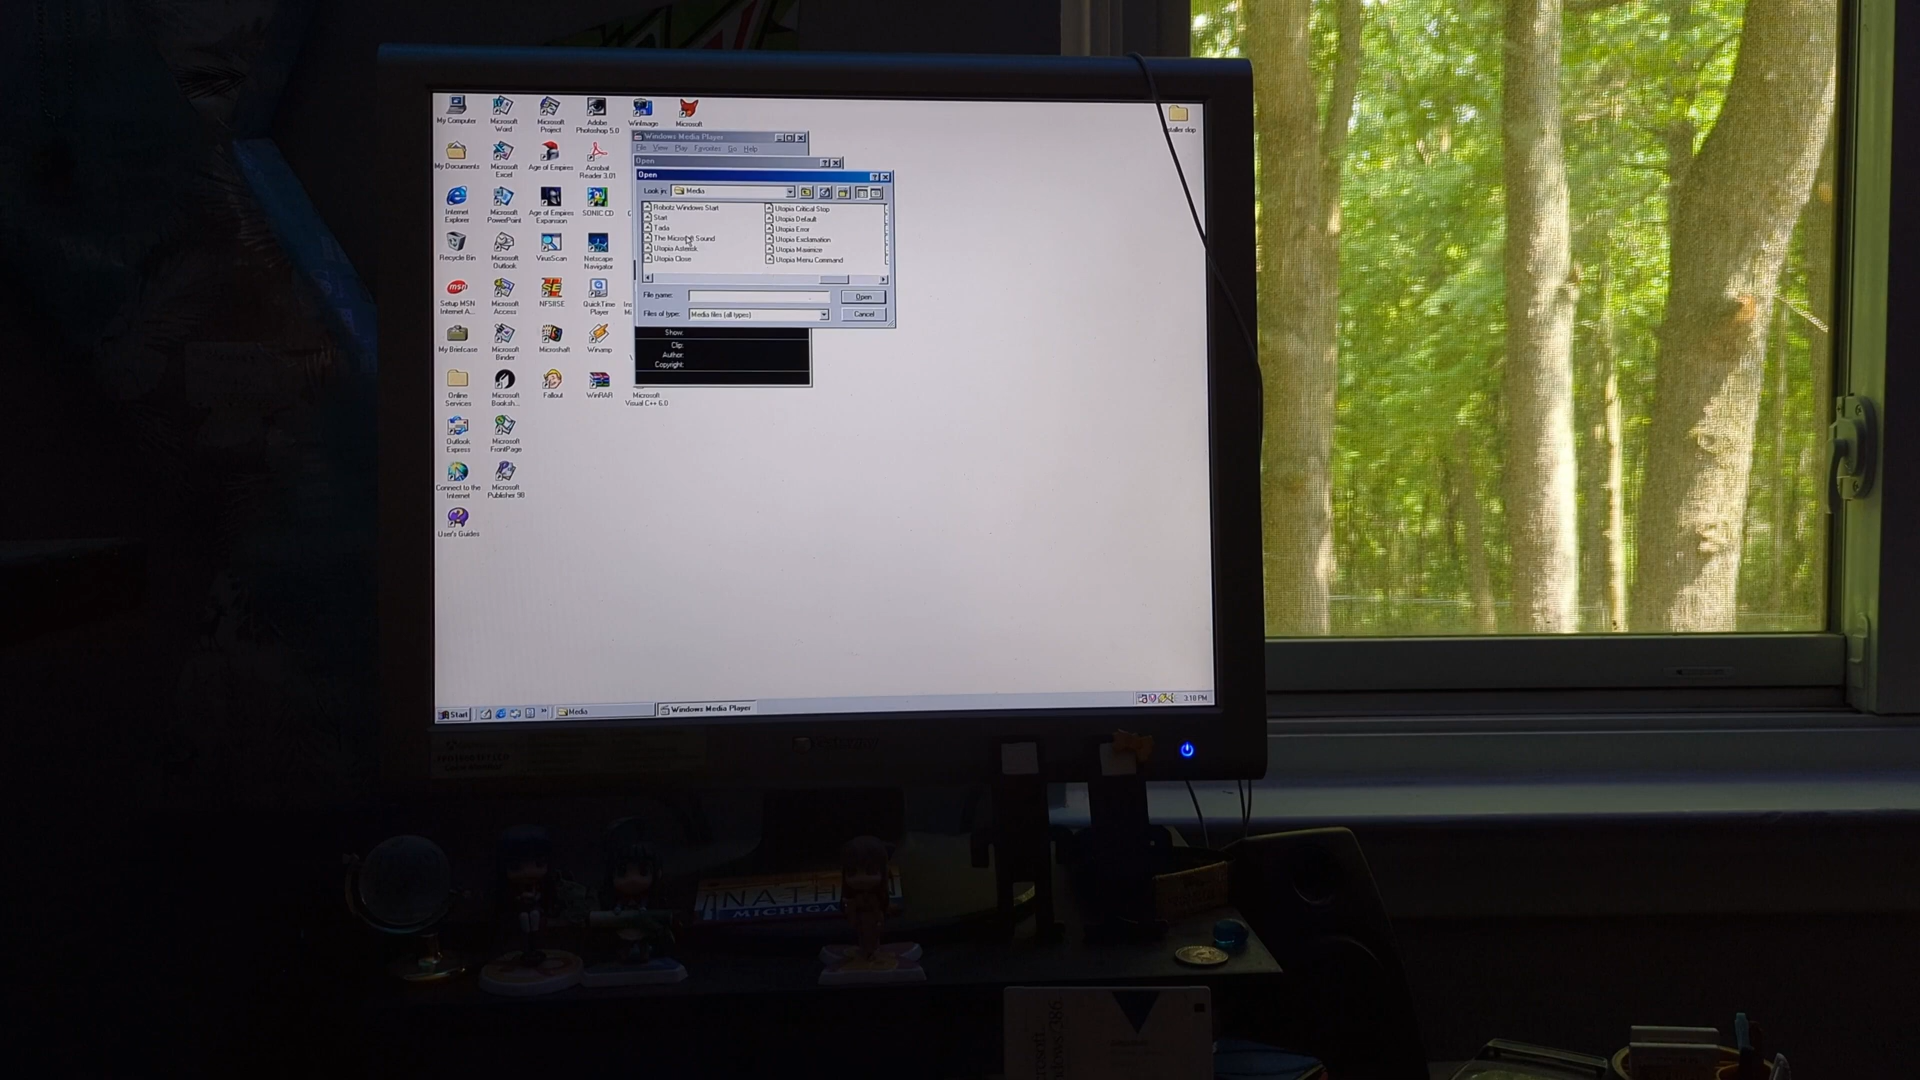 My Computer
Microsoft Word
Microsoft Project
Adobe Photoshop 5.0
WinImage
Microsoft
My Documents
Microsoft Excel
Age of Empires
Acrobat Reader 3.01
Internet Explorer
Microsoft PowerPoint
Age of Empires Expansion
SONIC CD
Recycle Bin
Microsoft Outlook
VirusScan
Netscape Navigator
Setup MSN Internet A...
Microsoft Access
NFSIISE
QuickTime Player
My Briefcase
Microsoft Binder
Microshaft
Winamp
Online Services
Microsoft Booksh...
Fallout
WinRAR
Microsoft Visual C++ 6.0
Outlook Express
Microsoft FrontPage
Connect to the Internet
Microsoft Publisher 98
User's Guides
Windows Media Player
File View Play Favorites Go Help
Open
Open
Look in: Media
Robotz Windows Start
Start
Tada
The Microsoft Sound
Utopia Asterisk
Utopia Close
Utopia Critical Stop
Utopia Default
Utopia Error
Utopia Exclamation
Utopia Maximize
Utopia Menu Command
File name:
Open
Files of type: Media files (all types)
Cancel
Show:
Clip:
Author:
Copyright:
Start
Media
Windows Media Player
3:18 PM
NATH
MICHIGA